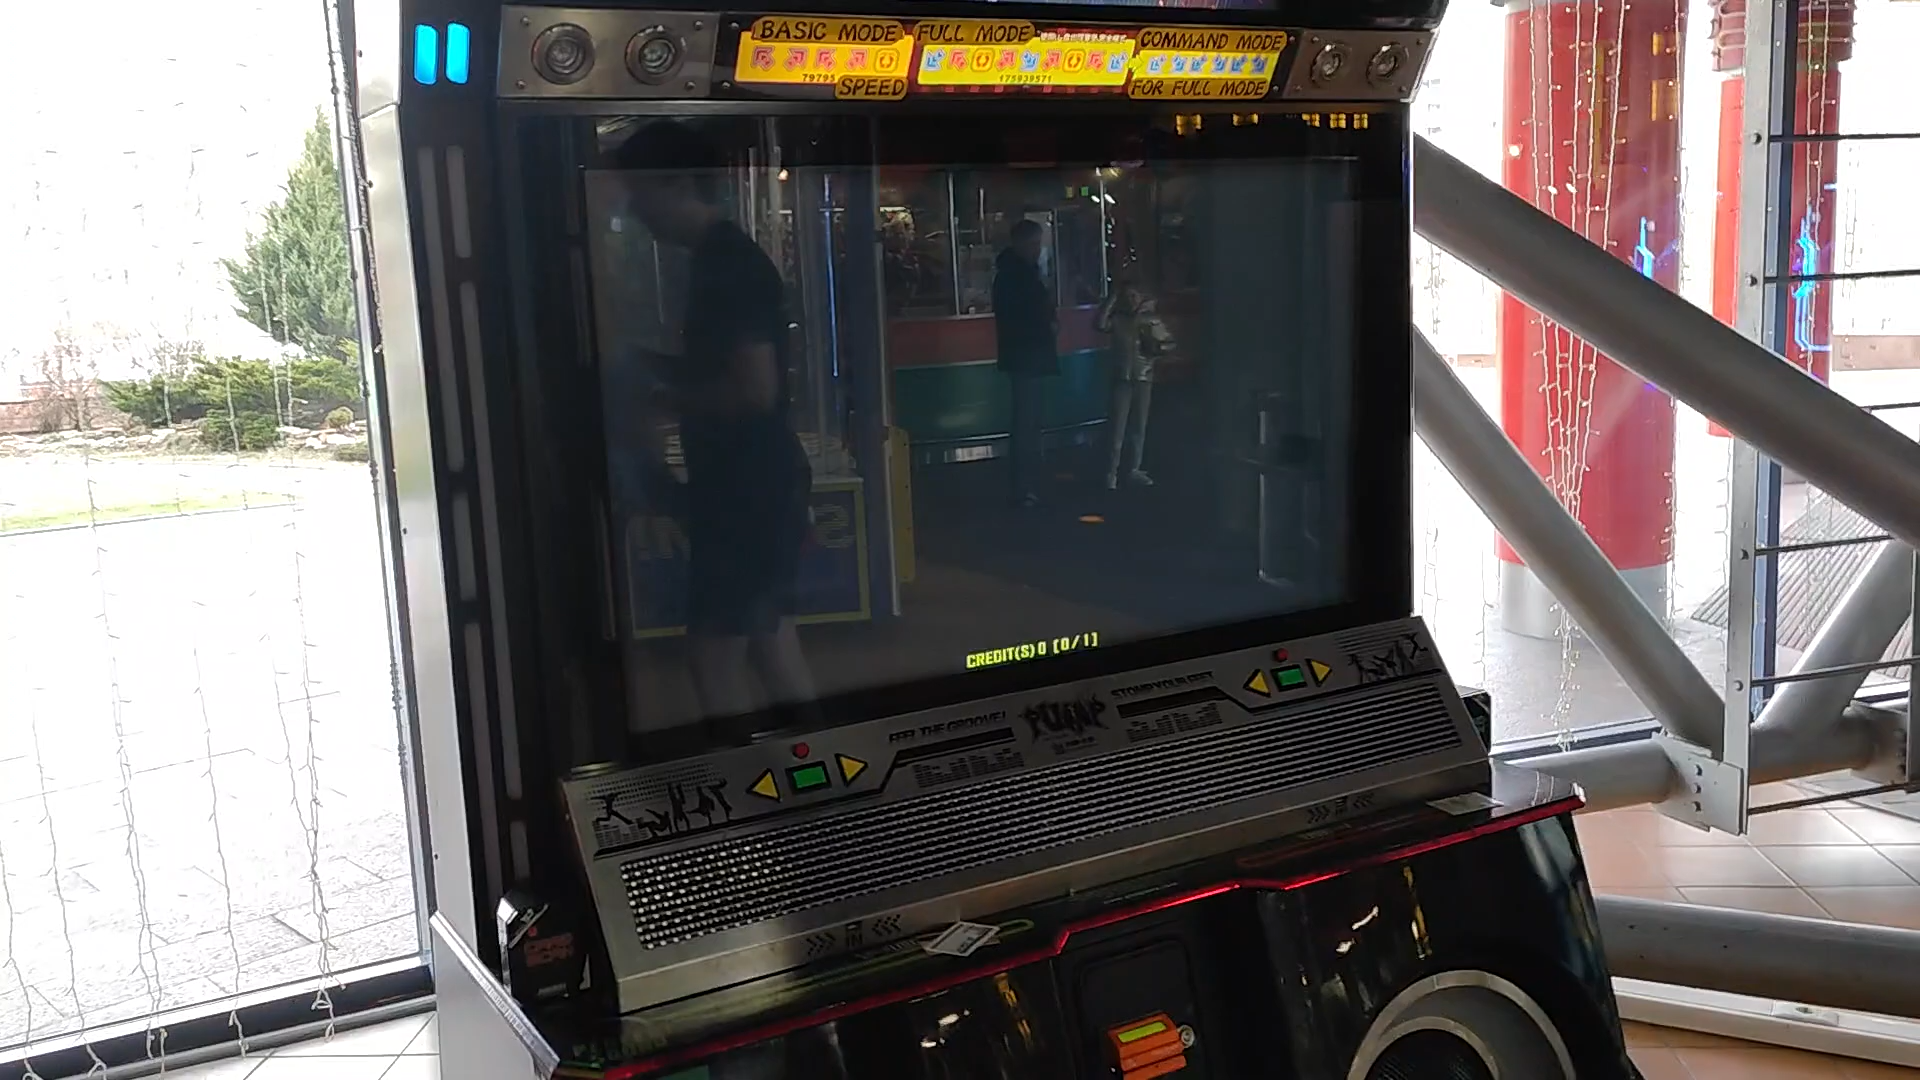 BASIC MODE
79795
SPEED
FULL MODE
175939571
COMMAND MODE
FOR FULL MODE
CREDIT(S) 0 [0/1]
FEEL THE GROOVE!
PUMP
STOMP YOUR FEET
IN